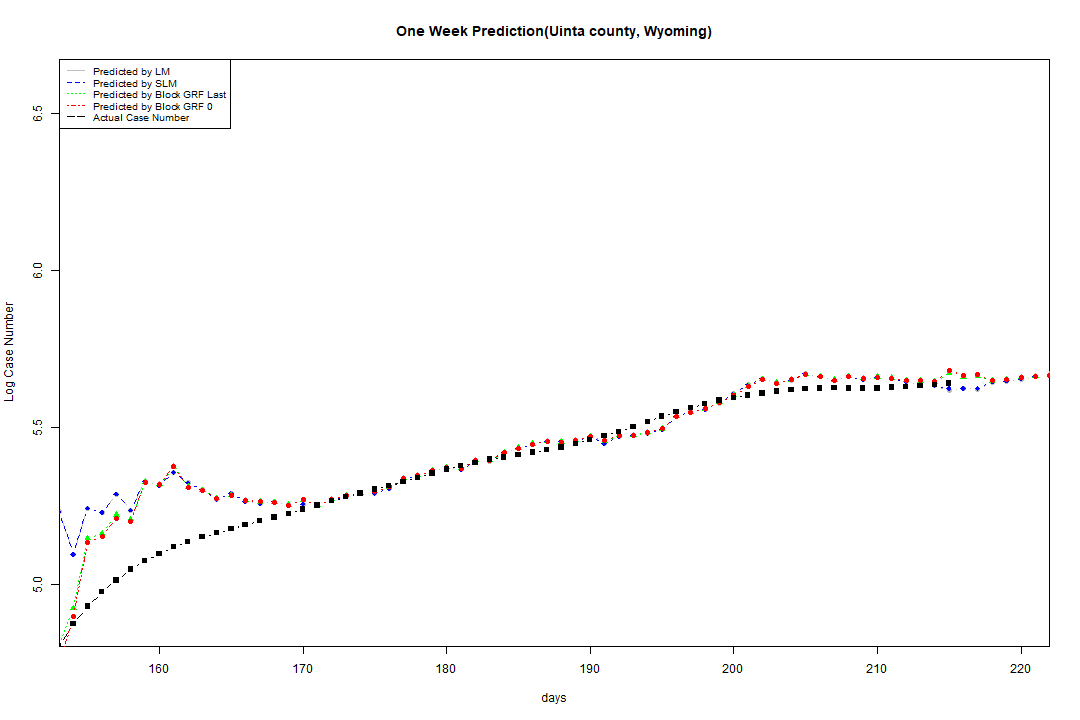 One Week Prediction(Uinta county, Wyoming)
Predicted by LM
Predicted by SLM
Predicted by Block GRF Last
Predicted by Block GRF 0
Actual Case Number
6.5
6.0
5.5
5.0
Log Case Number
160 170 180 190 200 210 220
days